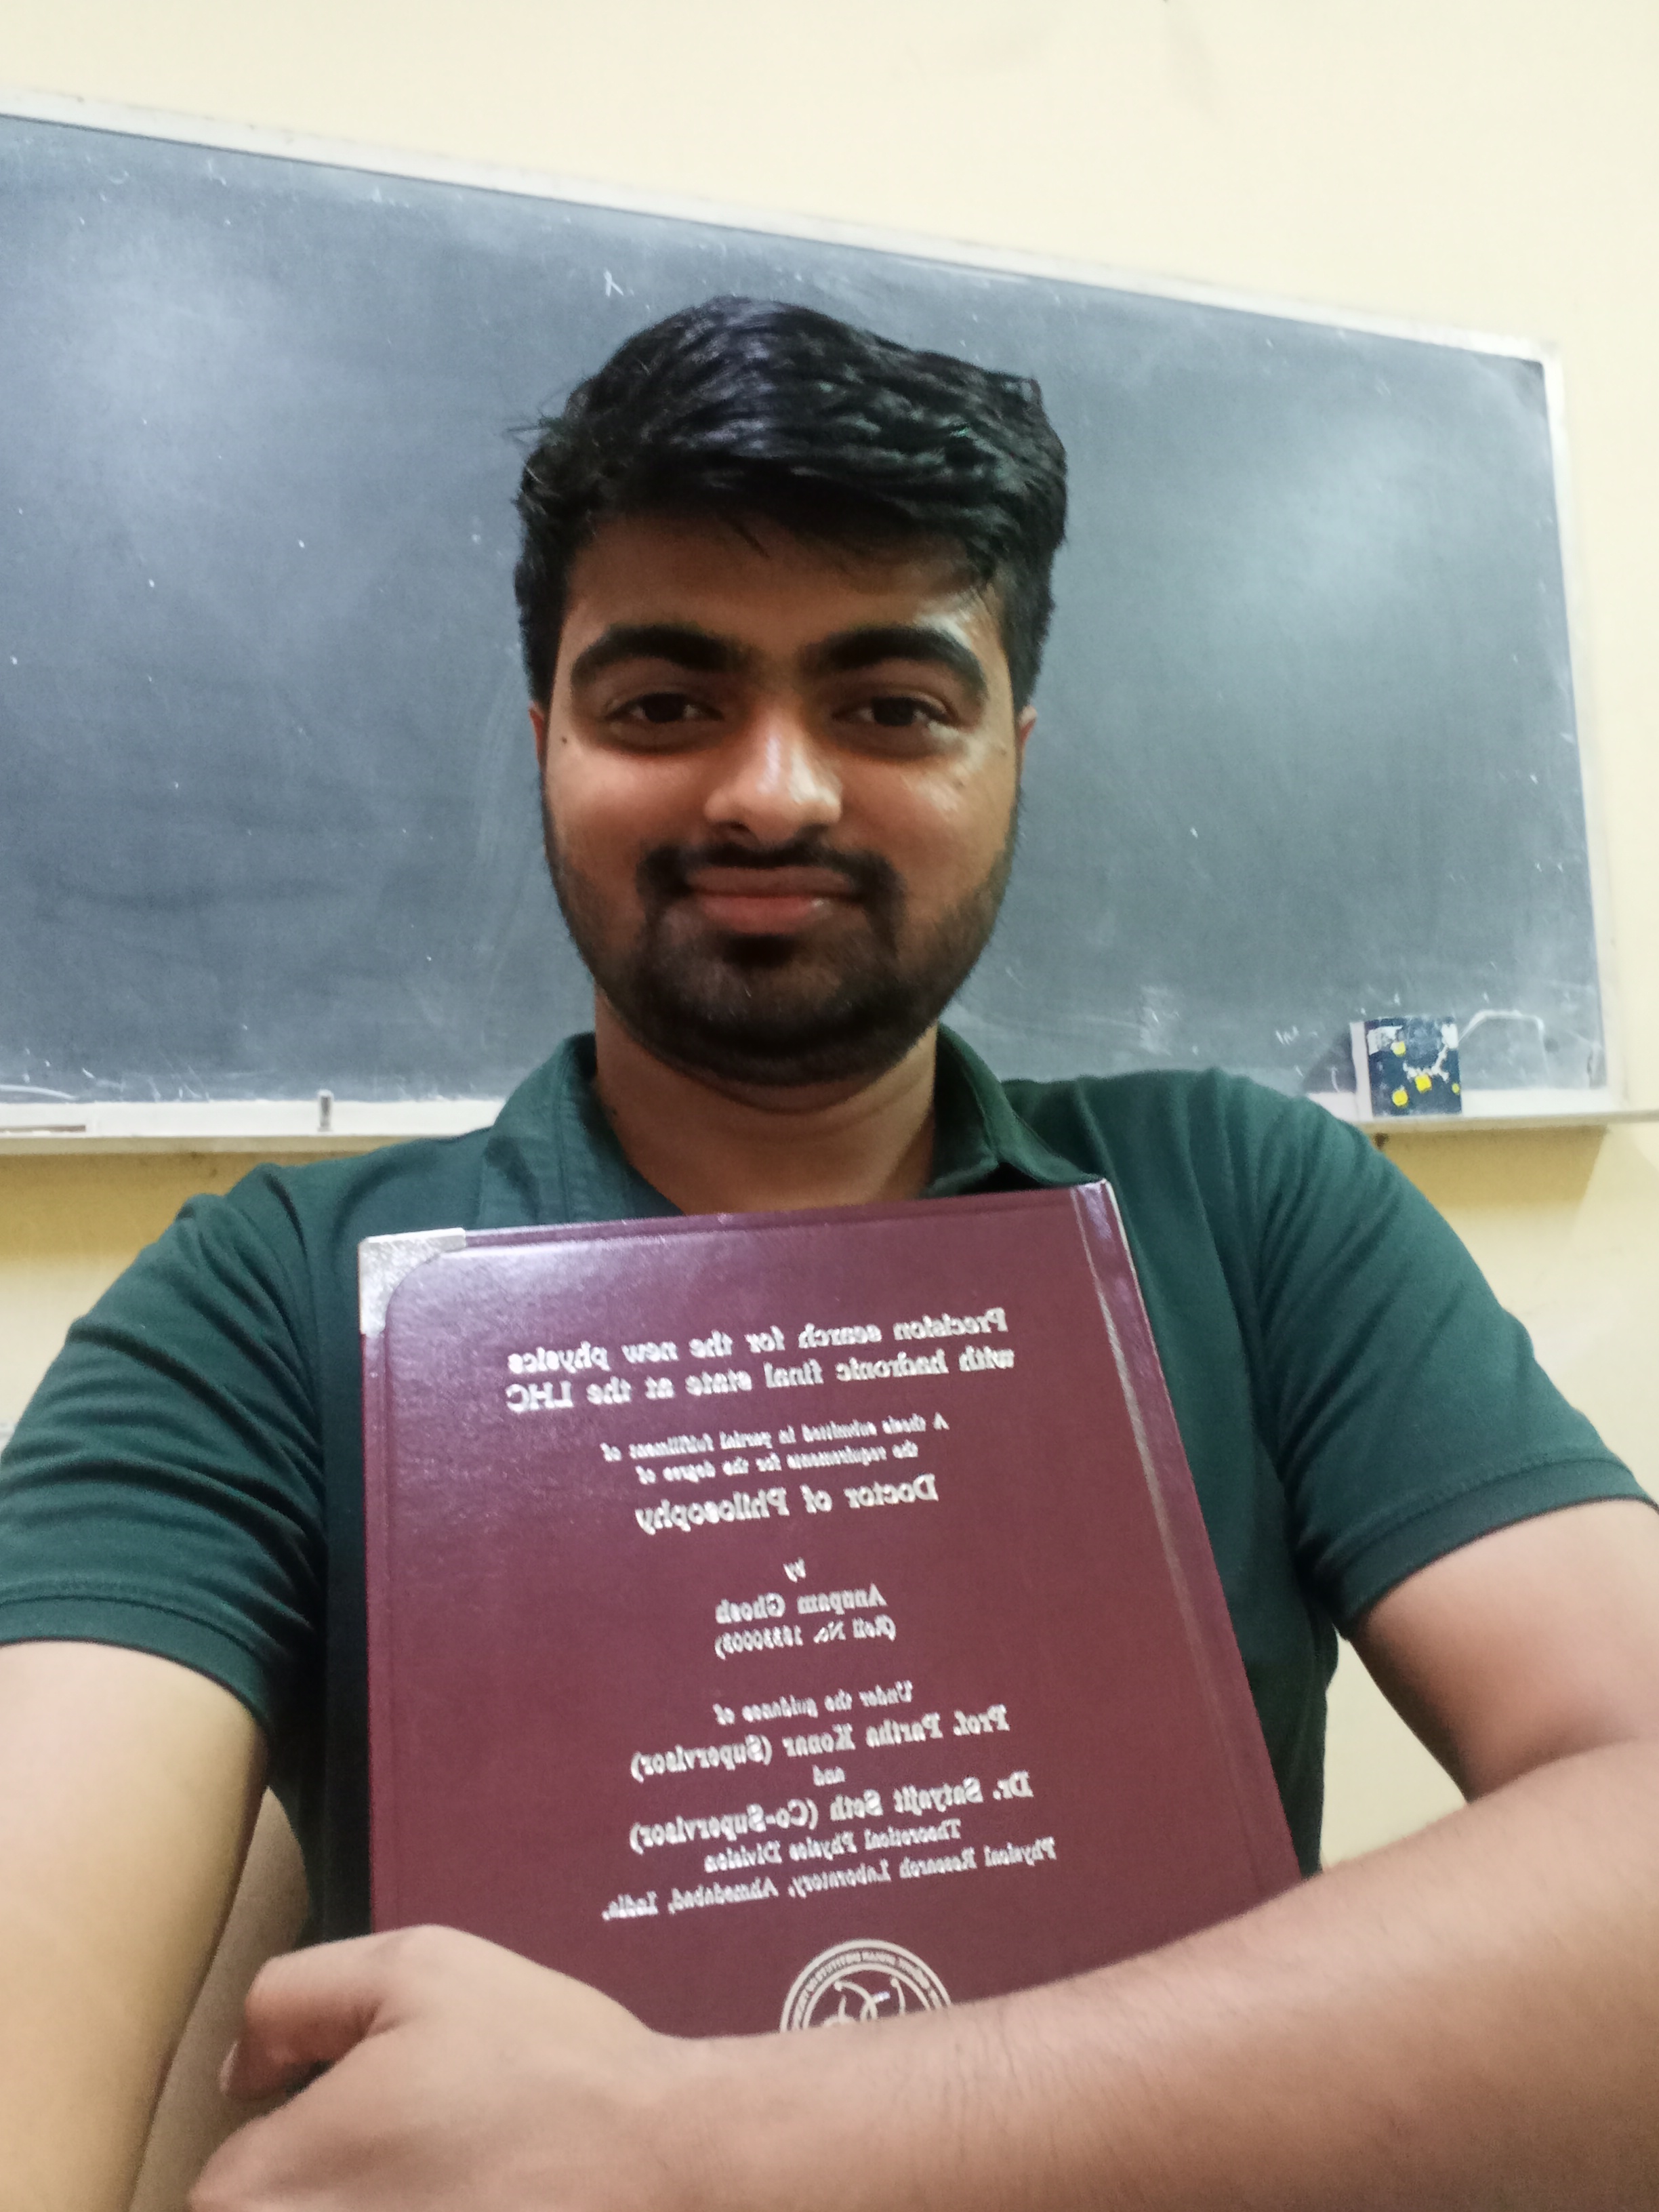 Precision search for the new physics
with hadronic final state at the LHC
A thesis submitted in partial fulfillment of
the requirements for the degree of
Doctor of Philosophy
by
Anupam Ghosh
(Roll No.
Under the guidance of
Prof. Partha Konar (Supervisor)
and
Dr. Satyajit Seth (Co-Supervisor)
Theoretical Physics Division
Physical Research Laboratory, Ahmedabad, India.
INDIAN INSTITUTE